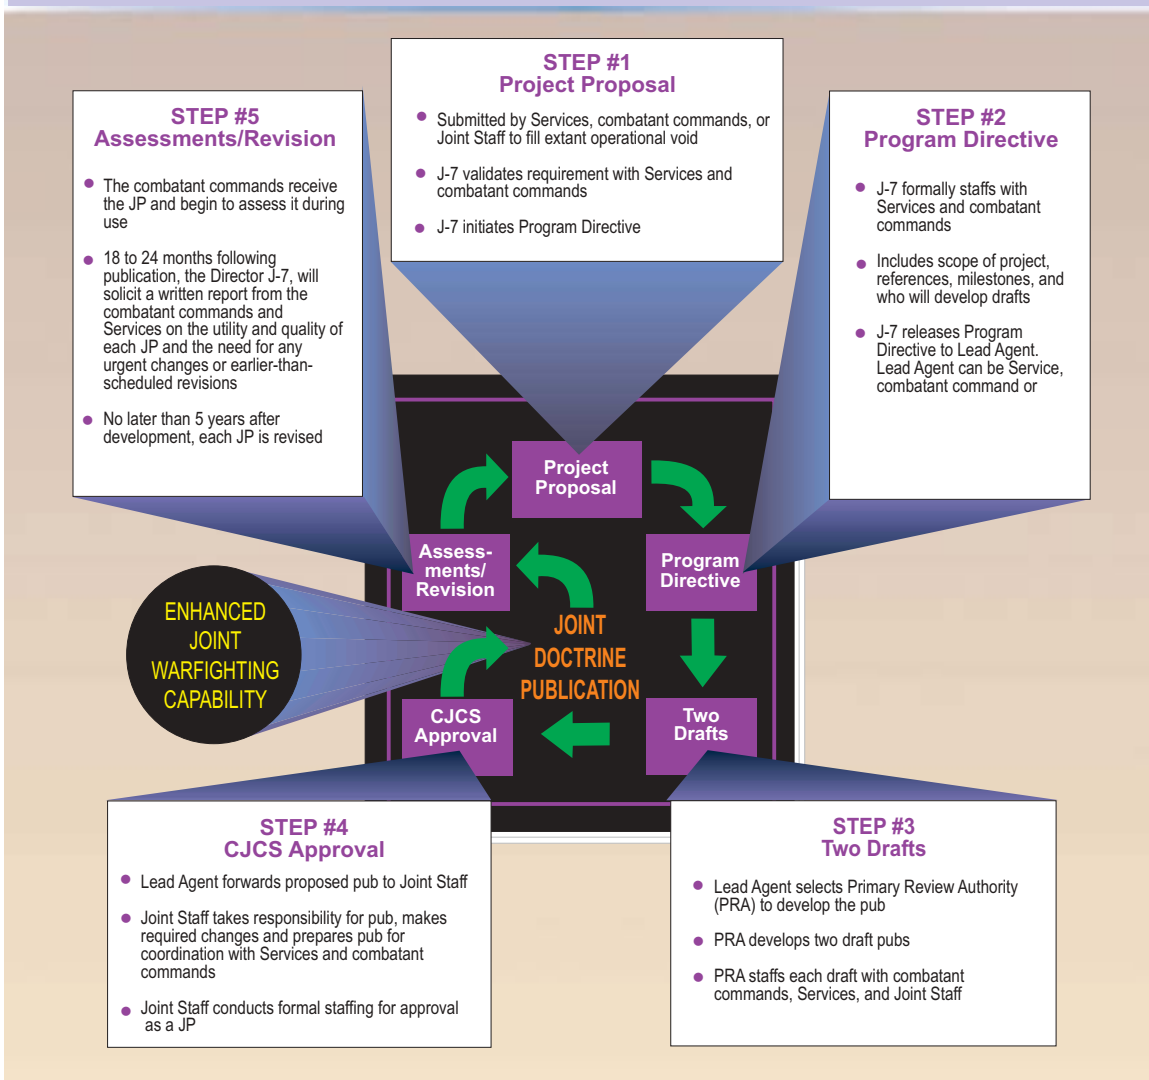 STEP #1
Project Proposal
• Submitted by Services, combatant commands, or
Joint Staff to fill extant operational void
• J-7 validates requirement with Services and
combatant commands
• J-7 initiates Program Directive
STEP #2
Program Directive
• J-7 formally staffs with
Services and combatant
commands
• Includes scope of project,
references, milestones, and
who will develop drafts
• J-7 releases Program
Directive to Lead Agent.
Lead Agent can be Service,
combatant command or
STEP #3
Two Drafts
• Lead Agent selects Primary Review Authority
(PRA) to develop the pub
• PRA develops two draft pubs
• PRA staffs each draft with combatant
commands, Services, and Joint Staff
STEP #4
CJCS Approval
• Lead Agent forwards proposed pub to Joint Staff
• Joint Staff takes responsibility for pub, makes
required changes and prepares pub for
coordination with Services and combatant
commands
• Joint Staff conducts formal staffing for approval
as a JP
STEP #5
Assessments/Revision
• The combatant commands receive
the JP and begin to assess it during
use
• 18 to 24 months following
publication, the Director J-7, will
solicit a written report from the
combatant commands and
Services on the utility and quality of
each JP and the need for any
urgent changes or earlier-than-
scheduled revisions
• No later than 5 years after
development, each JP is revised
Project
Proposal
Program
Directive
Two
Drafts
CJCS
Approval
Assess-
ments/
Revision
JOINT
DOCTRINE
PUBLICATION
ENHANCED
JOINT
WARFIGHTING
CAPABILITY